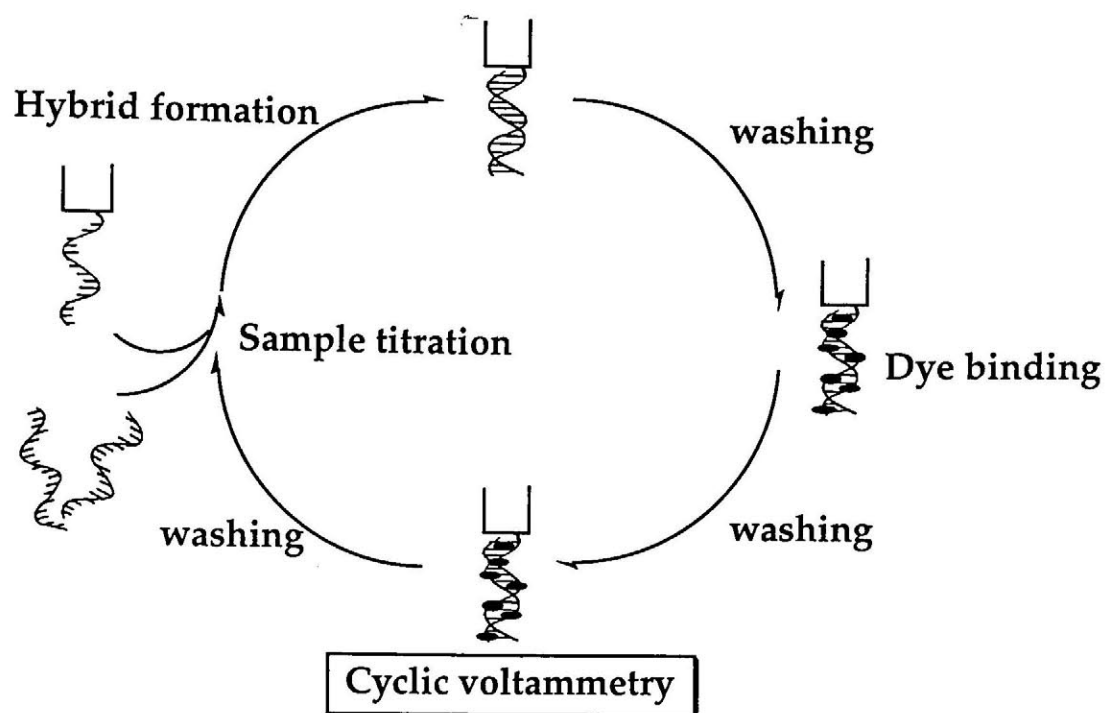 Hybrid formation
washing
Sample titration
Dye binding
washing
washing
Cyclic voltammetry